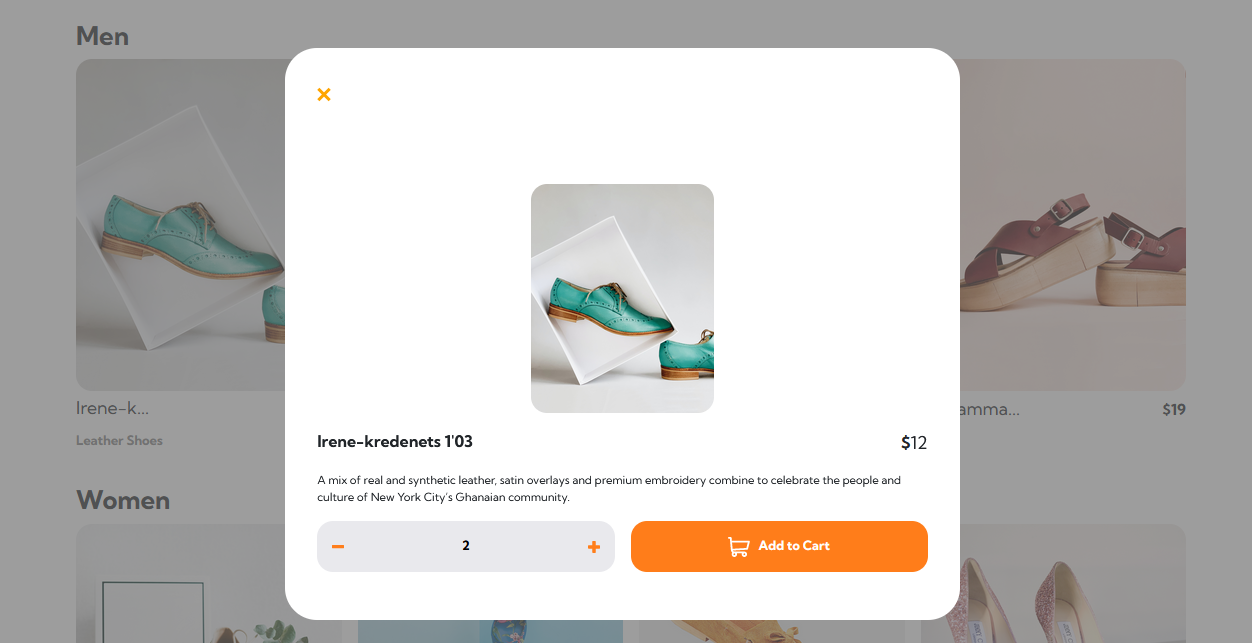 Men
Irene-k...
Leather Shoes
amma...
$19
Women
Irene-kredenets 1'03
$12
A mix of real and synthetic leather, satin overlays and premium embroidery combine to celebrate the people and
culture of New York City's Ghanaian community.
2
Add to Cart